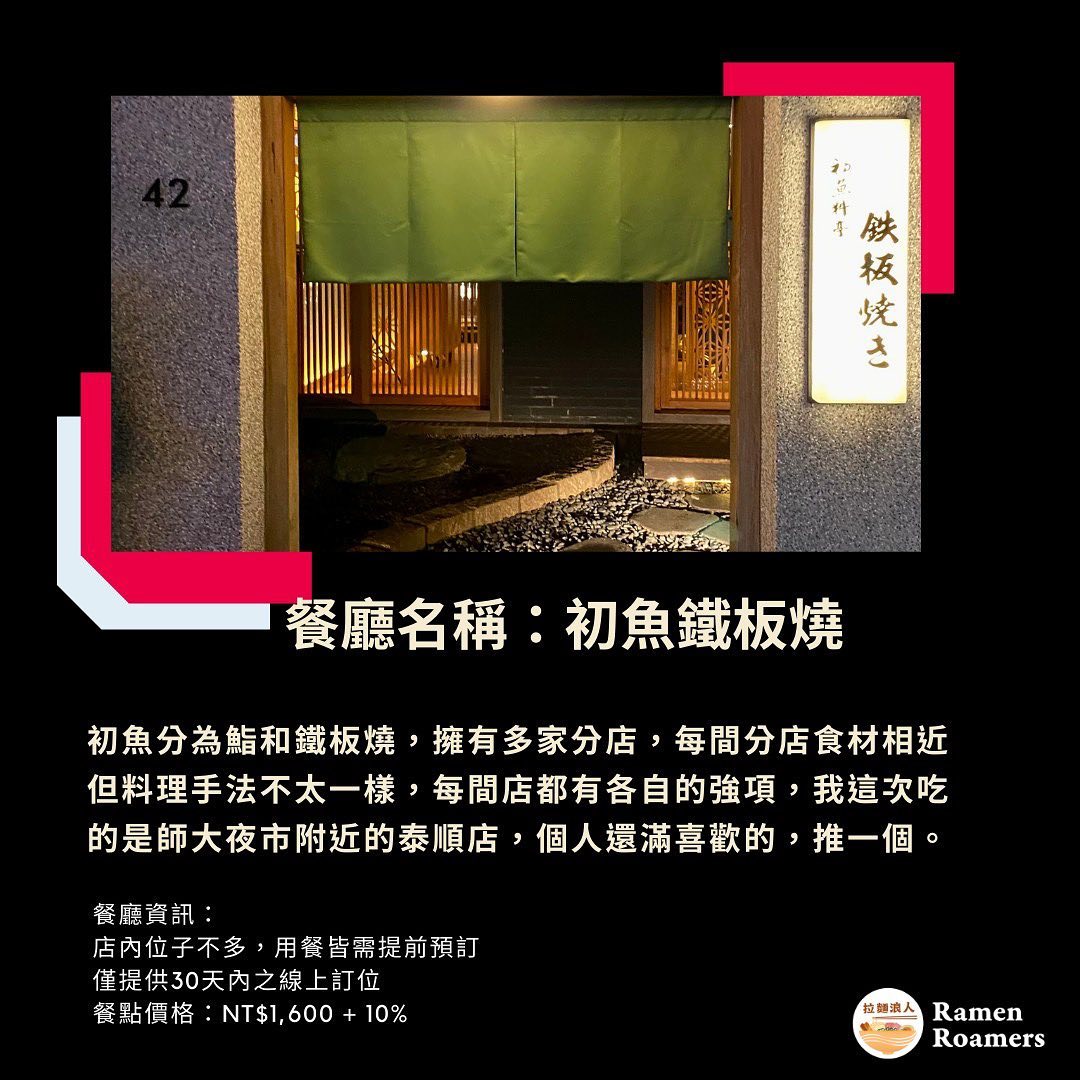 42
初魚料亭
鉄板焼き
餐廳名稱：初魚鐵板燒
初魚分為鮨和鐵板燒，擁有多家分店，每間分店食材相近
但料理手法不太一樣，每間店都有各自的強項，我這次吃
的是師大夜市附近的泰順店，個人還滿喜歡的，推一個。
餐廳資訊：
店內位子不多，用餐皆需提前預訂
僅提供30天內之線上訂位
餐點價格：NT$1,600 + 10%
拉麵浪人
Ramen
Roamers